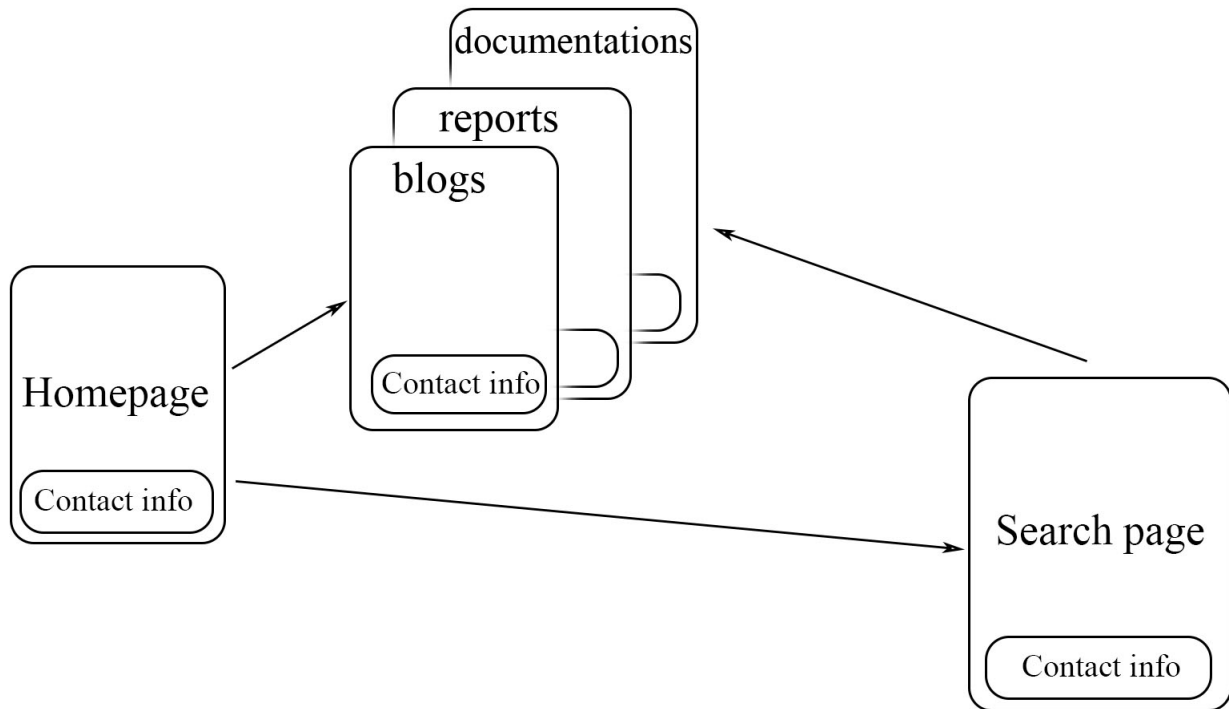 documentations
reports
blogs
Contact info
Homepage
Contact info
Search page
Contact info